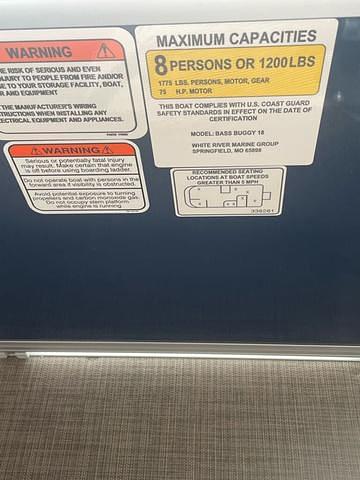 WARNING
E RISK OF SERIOUS AND EVEN
NJURY TO PEOPLE FROM FIRE AND/OR
E TO YOUR STORAGE FACILITY, BOAT,
R AND EQUIPMENT
THE MANUFACTURER'S WIRING
TRUCTIONS WHEN INSTALLING ANY
ECTRICAL EQUIPMENT AND APPLIANCES.
WARNING
Serious or potentially fatal injury
may result. Make certain that engine
is off before using boarding ladder.
Do not operate boat with persons in the
forward area if visibility is obstructed.
Avoid potential exposure to turning
propellers and carbon monoxide gas.
Do not occupy stern platform
while engine is running
MAXIMUM CAPACITIES
8 PERSONS OR 1200 LBS
1775 LBS. PERSONS, MOTOR, GEAR
75 H.P. MOTOR
THIS BOAT COMPLIES WITH U.S. COAST GUARD
SAFETY STANDARDS IN EFFECT ON THE DATE OF
CERTIFICATION
MODEL: BASS BUGGY 18
WHITE RIVER MARINE GROUP
SPRINGFIELD, MO 65898
RECOMMENDED SEATING
LOCATIONS AT BOAT SPEEDS
GREATER THAN 5 MPH
336261